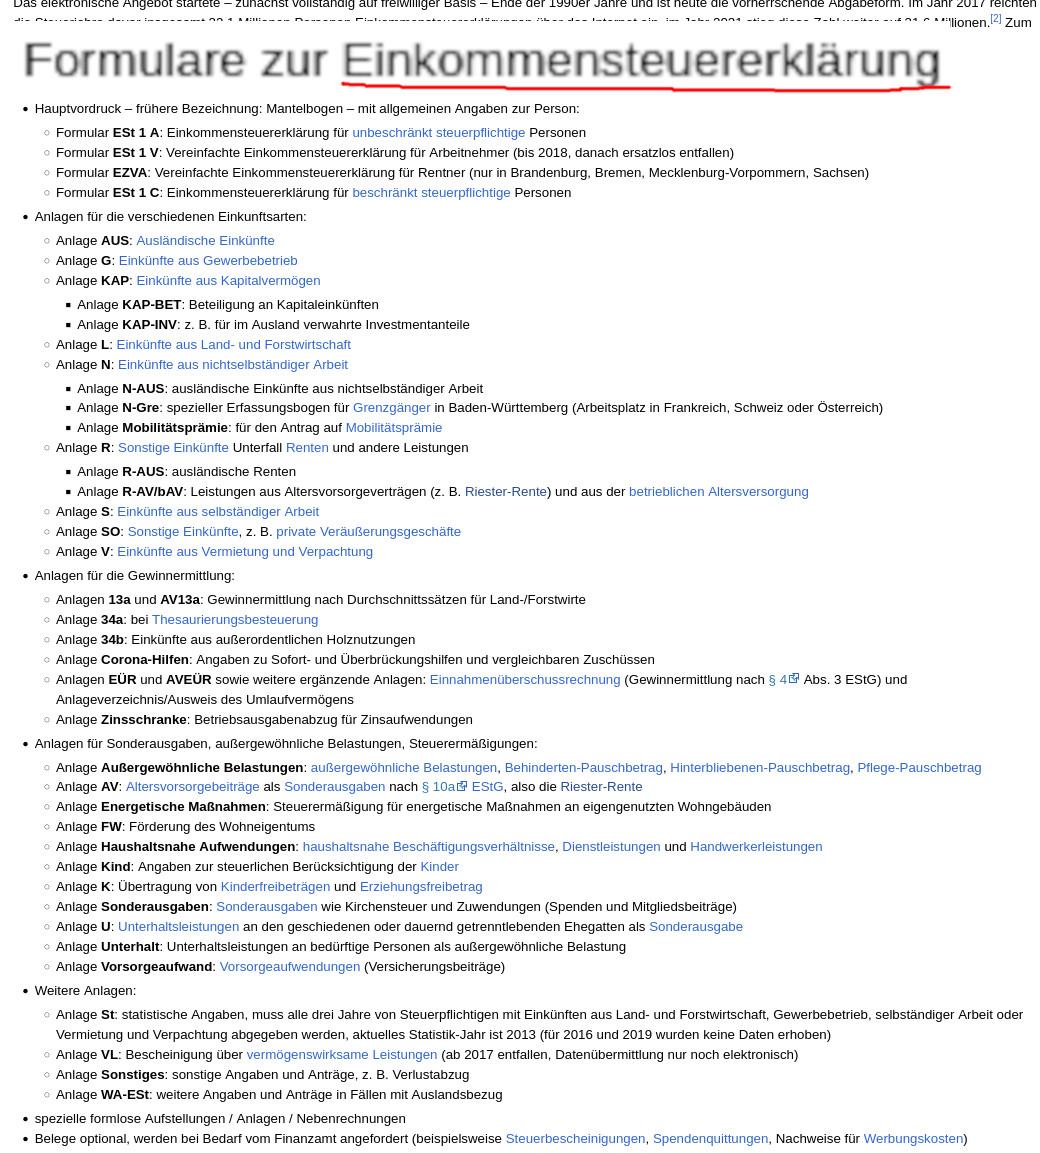 Das elektronische Angebot startete – zunächst vollständig auf freiwilliger Basis – Ende der 1990er Jahre und ist heute die vorherrschende Abgabeform. Im Jahr 2017 reichten
Millionen.[2] Zum
Formulare zur Einkommensteuererklärung
• Hauptvordruck – frühere Bezeichnung: Mantelbogen – mit allgemeinen Angaben zur Person:
○ Formular ESt 1 A: Einkommensteuererklärung für unbeschränkt steuerpflichtige Personen
○ Formular ESt 1 V: Vereinfachte Einkommensteuererklärung für Arbeitnehmer (bis 2018, danach ersatzlos entfallen)
○ Formular EZVA: Vereinfachte Einkommensteuererklärung für Rentner (nur in Brandenburg, Bremen, Mecklenburg-Vorpommern, Sachsen)
○ Formular ESt 1 C: Einkommensteuererklärung für beschränkt steuerpflichtige Personen
• Anlagen für die verschiedenen Einkunftsarten:
○ Anlage AUS: Ausländische Einkünfte
○ Anlage G: Einkünfte aus Gewerbebetrieb
○ Anlage KAP: Einkünfte aus Kapitalvermögen
▪ Anlage KAP-BET: Beteiligung an Kapitaleinkünften
▪ Anlage KAP-INV: z. B. für im Ausland verwahrte Investmentanteile
○ Anlage L: Einkünfte aus Land- und Forstwirtschaft
○ Anlage N: Einkünfte aus nichtselbständiger Arbeit
▪ Anlage N-AUS: ausländische Einkünfte aus nichtselbständiger Arbeit
▪ Anlage N-Gre: spezieller Erfassungsbogen für Grenzgänger in Baden-Württemberg (Arbeitsplatz in Frankreich, Schweiz oder Österreich)
▪ Anlage Mobilitätsprämie: für den Antrag auf Mobilitätsprämie
○ Anlage R: Sonstige Einkünfte Unterfall Renten und andere Leistungen
▪ Anlage R-AUS: ausländische Renten
▪ Anlage R-AV/bAV: Leistungen aus Altersvorsorgeverträgen (z. B. Riester-Rente) und aus der betrieblichen Altersversorgung
○ Anlage S: Einkünfte aus selbständiger Arbeit
○ Anlage SO: Sonstige Einkünfte, z. B. private Veräußerungsgeschäfte
○ Anlage V: Einkünfte aus Vermietung und Verpachtung
• Anlagen für die Gewinnermittlung:
○ Anlagen 13a und AV13a: Gewinnermittlung nach Durchschnittssätzen für Land-/Forstwirte
○ Anlage 34a: bei Thesaurierungsbesteuerung
○ Anlage 34b: Einkünfte aus außerordentlichen Holznutzungen
○ Anlage Corona-Hilfen: Angaben zu Sofort- und Überbrückungshilfen und vergleichbaren Zuschüssen
○ Anlagen EÜR und AVEÜR sowie weitere ergänzende Anlagen: Einnahmenüberschussrechnung (Gewinnermittlung nach § 4 Abs. 3 EStG) und
Anlageverzeichnis/Ausweis des Umlaufvermögens
○ Anlage Zinsschranke: Betriebsausgabenabzug für Zinsaufwendungen
• Anlagen für Sonderausgaben, außergewöhnliche Belastungen, Steuerermäßigungen:
○ Anlage Außergewöhnliche Belastungen: außergewöhnliche Belastungen, Behinderten-Pauschbetrag, Hinterbliebenen-Pauschbetrag, Pflege-Pauschbetrag
○ Anlage AV: Altersvorsorgebeiträge als Sonderausgaben nach § 10a EStG, also die Riester-Rente
○ Anlage Energetische Maßnahmen: Steuerermäßigung für energetische Maßnahmen an eigengenutzten Wohngebäuden
○ Anlage FW: Förderung des Wohneigentums
○ Anlage Haushaltsnahe Aufwendungen: haushaltsnahe Beschäftigungsverhältnisse, Dienstleistungen und Handwerkerleistungen
○ Anlage Kind: Angaben zur steuerlichen Berücksichtigung der Kinder
○ Anlage K: Übertragung von Kinderfreibeträgen und Erziehungsfreibetrag
○ Anlage Sonderausgaben: Sonderausgaben wie Kirchensteuer und Zuwendungen (Spenden und Mitgliedsbeiträge)
○ Anlage U: Unterhaltsleistungen an den geschiedenen oder dauernd getrenntlebenden Ehegatten als Sonderausgabe
○ Anlage Unterhalt: Unterhaltsleistungen an bedürftige Personen als außergewöhnliche Belastung
○ Anlage Vorsorgeaufwand: Vorsorgeaufwendungen (Versicherungsbeiträge)
• Weitere Anlagen:
○ Anlage St: statistische Angaben, muss alle drei Jahre von Steuerpflichtigen mit Einkünften aus Land- und Forstwirtschaft, Gewerbebetrieb, selbständiger Arbeit oder
Vermietung und Verpachtung abgegeben werden, aktuelles Statistik-Jahr ist 2013 (für 2016 und 2019 wurden keine Daten erhoben)
○ Anlage VL: Bescheinigung über vermögenswirksame Leistungen (ab 2017 entfallen, Datenübermittlung nur noch elektronisch)
○ Anlage Sonstiges: sonstige Angaben und Anträge, z. B. Verlustabzug
○ Anlage WA-ESt: weitere Angaben und Anträge in Fällen mit Auslandsbezug
• spezielle formlose Aufstellungen / Anlagen / Nebenrechnungen
• Belege optional, werden bei Bedarf vom Finanzamt angefordert (beispielsweise Steuerbescheinigungen, Spendenquittungen, Nachweise für Werbungskosten)